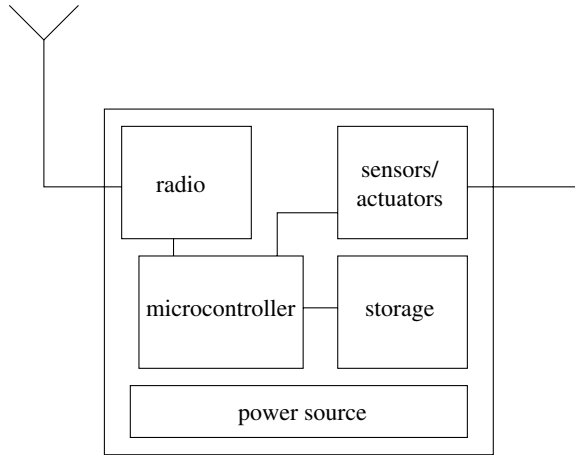 radio
sensors/
actuators
microcontroller
storage
power source